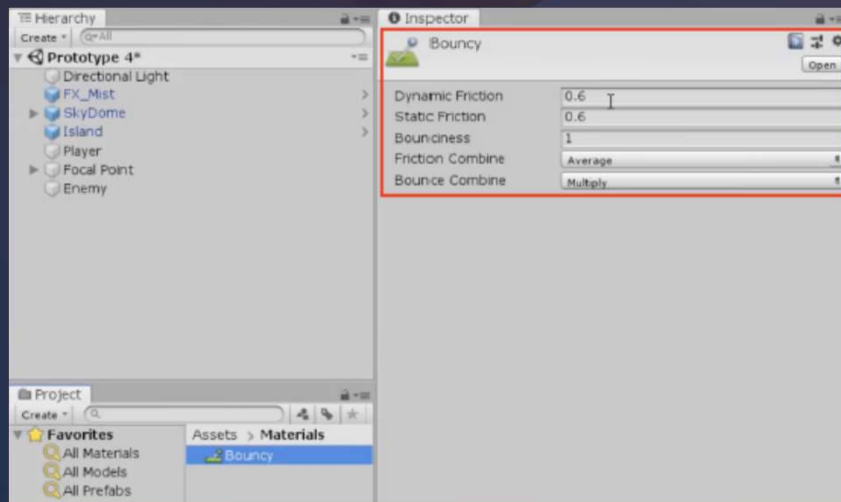 Hierarchy
Create
All
Prototype 4*
Directional Light
FX_Mist
SkyDome
Island
Player
Focal Point
Enemy
Project
Create
Favorites
All Materials
All Models
All Prefabs
Assets > Materials
Bouncy
Inspector
Bouncy
Open
Dynamic Friction 0.6
Static Friction 0.6
Bounciness 1
Friction Combine Average
Bounce Combine Multiply